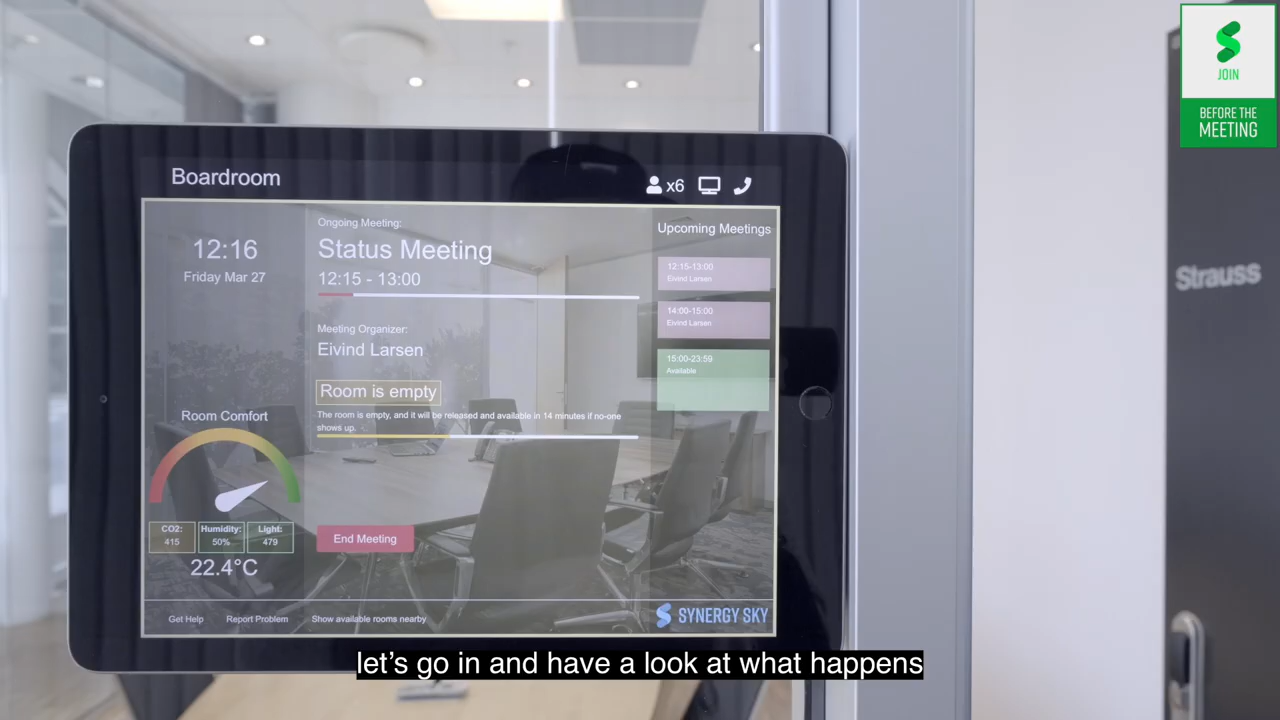 JOIN
BEFORE THE
MEETING
Boardroom
x6
12:16
Friday Mar 27
Ongoing Meeting:
Status Meeting
12:15 - 13:00
Meeting Organizer:
Eivind Larsen
Room is empty
The room is empty, and it will be released and available in 14 minutes if no-one
shows up.
End Meeting
Upcoming Meetings
12:15-13:00
Eivind Larsen
14:00-15:00
Eivind Larsen
15:00-23:59
Available
Room Comfort
CO2:
415
Humidity:
50%
Light:
479
22.4°C
Get Help
Report Problem
Show available rooms nearby
SYNERGY SKY
Strauss
let's go in and have a look at what happens